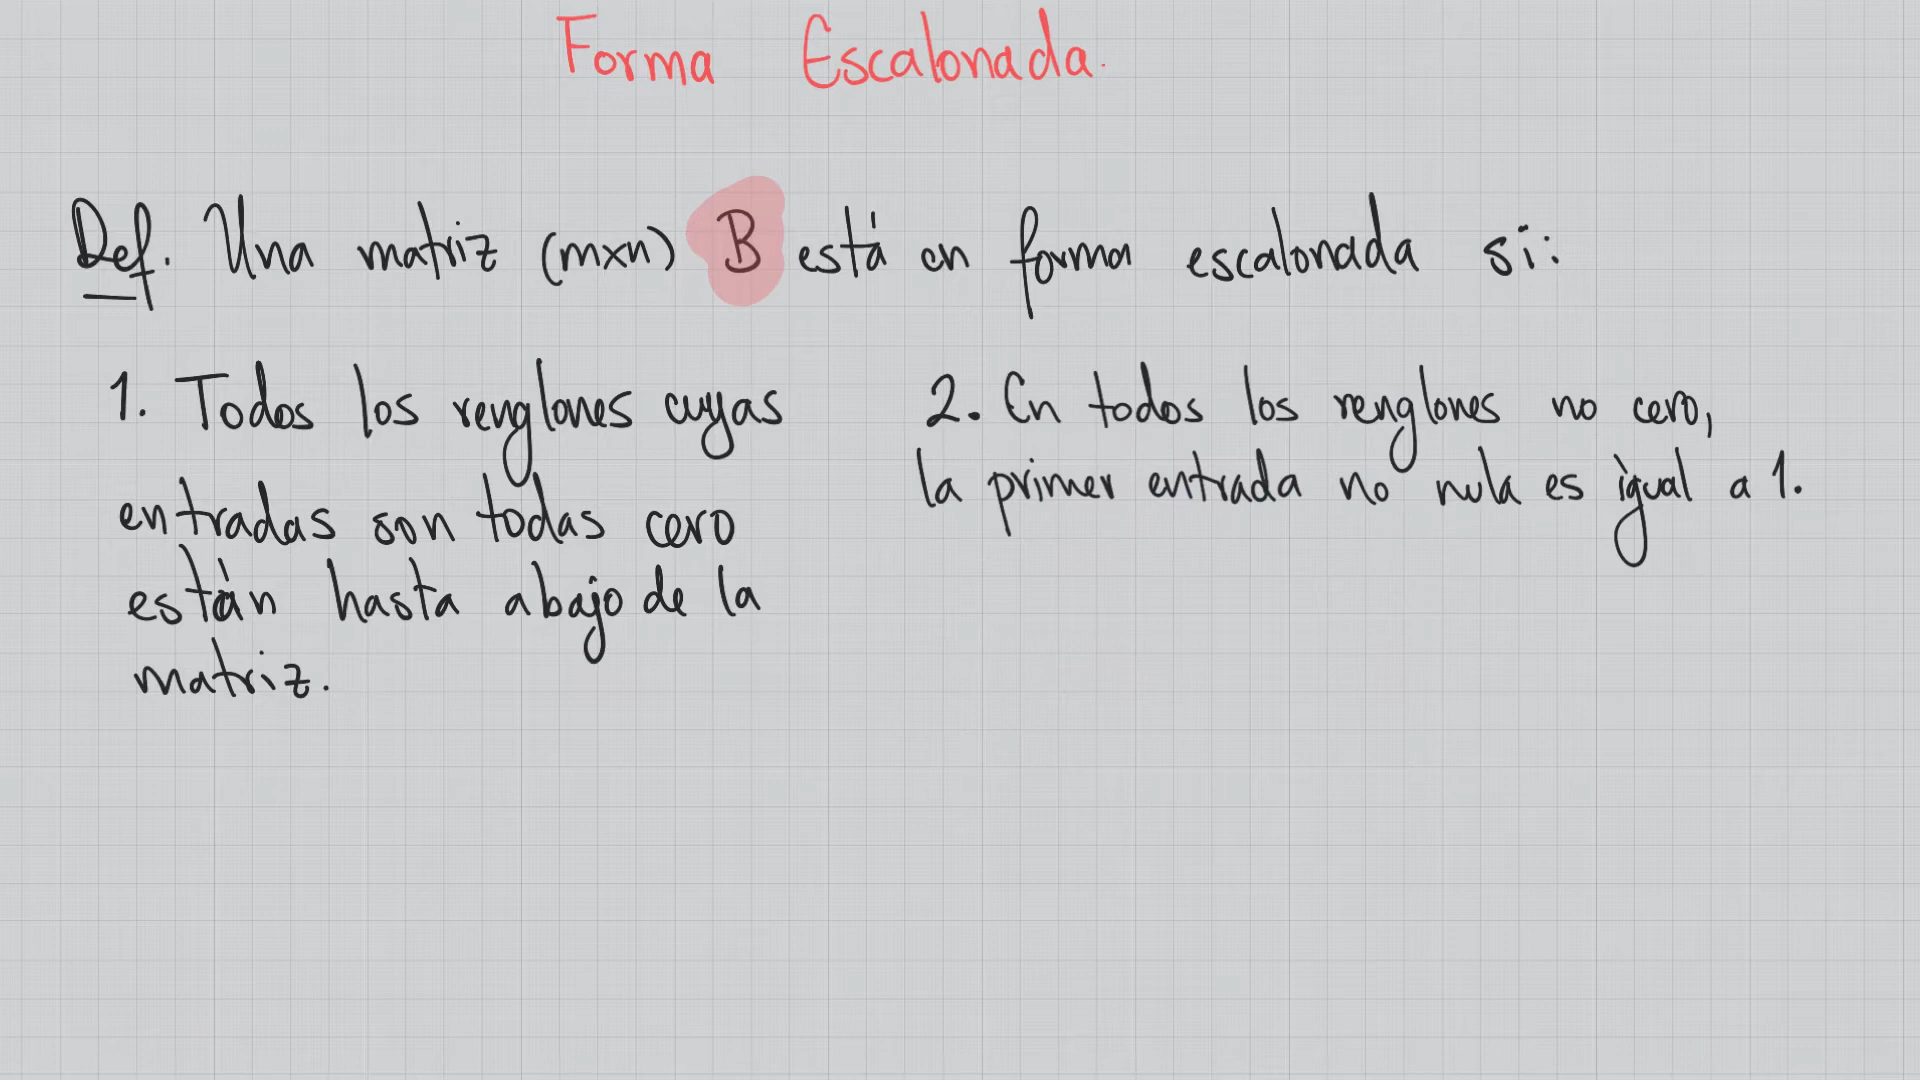 Forma Escalonada.
Def. Una matriz (m×n) B está en forma escalonada si:
1. Todos los renglones cuyas
entradas son todas cero
están hasta abajo de la
matriz.
2. En todos los renglones no cero,
la primer entrada no nula es igual a 1.